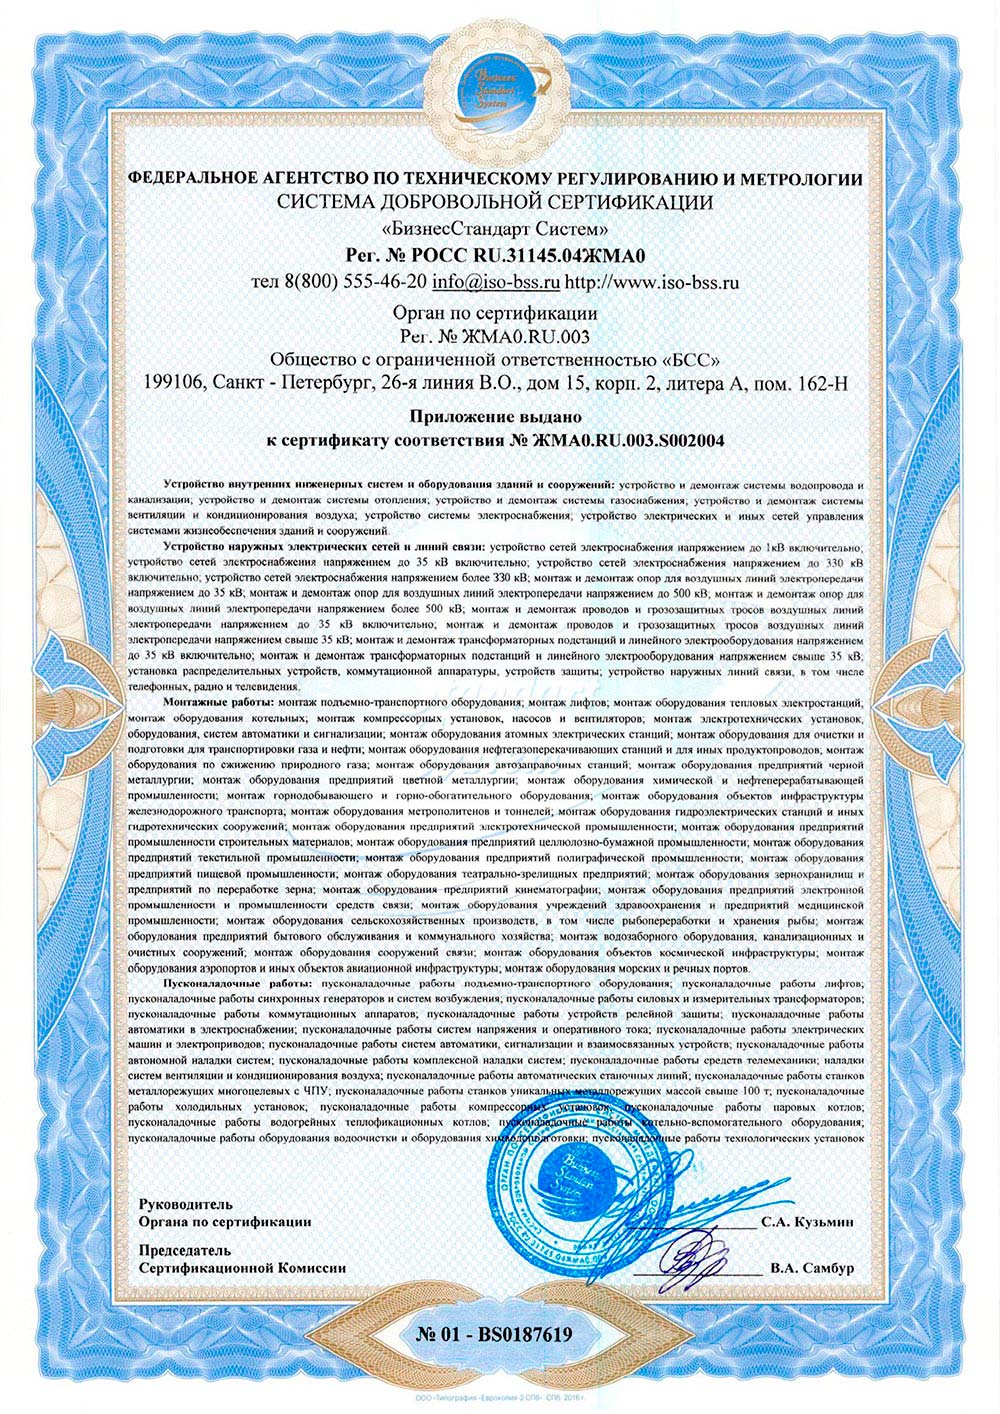 Business
Standart
System
ФЕДЕРАЛЬНОЕ АГЕНТСТВО ПО ТЕХНИЧЕСКОМУ РЕГУЛИРОВАНИЮ И МЕТРОЛОГИИ
СИСТЕМА ДОБРОВОЛЬНОЙ СЕРТИФИКАЦИИ
«БизнесСтандарт Систем»
Рег. № РОСС RU.31145.04ЖМА0
тел 8(800) 555-46-20 info@iso-bss.ru http://www.iso-bss.ru
Орган по сертификации
Рег. № ЖМА0.RU.003
Общество с ограниченной ответственностью «БСС»
199106, Санкт - Петербург, 26-я линия В.О., дом 15, корп. 2, литера А, пом. 162-Н
Приложение выдано
к сертификату соответствия № ЖМА0.RU.003.S002004
Устройство внутренних инженерных систем и оборудования зданий и сооружений: устройство и демонтаж системы водопровода и
канализации; устройство и демонтаж системы отопления; устройство и демонтаж системы газоснабжения; устройство и демонтаж системы
вентиляции и кондиционирования воздуха; устройство системы электроснабжения; устройство электрических и иных сетей управления
системами жизнеобеспечения зданий и сооружений.
Устройство наружных электрических сетей и линий связи: устройство сетей электроснабжения напряжением до 1кВ включительно;
устройство сетей электроснабжения напряжением до 35 кВ включительно; устройство сетей электроснабжения напряжением до 330 кВ
включительно; устройство сетей электроснабжения напряжением более 330 кВ; монтаж и демонтаж опор для воздушных линий электропередачи
напряжением до 35 кВ; монтаж и демонтаж опор для воздушных линий электропередачи напряжением до 500 кВ; монтаж и демонтаж опор для
воздушных линий электропередачи напряжением более 500 кВ; монтаж и демонтаж проводов и грозозащитных тросов воздушных линий
электропередачи напряжением до 35 кВ включительно; монтаж и демонтаж проводов и грозозащитных тросов воздушных линий
электропередачи напряжением свыше 35 кВ; монтаж и демонтаж трансформаторных подстанций и линейного электрооборудования напряжением
до 35 кВ включительно; монтаж и демонтаж трансформаторных подстанций и линейного электрооборудования напряжением свыше 35 кВ;
установка распределительных устройств, коммутационной аппаратуры, устройств защиты; устройство наружных линий связи, в том числе
телефонных, радио и телевидения.
Монтажные работы: монтаж подъемно-транспортного оборудования; монтаж лифтов; монтаж оборудования тепловых электростанций;
монтаж оборудования котельных; монтаж компрессорных установок, насосов и вентиляторов; монтаж электротехнических установок,
оборудования, систем автоматики и сигнализации; монтаж оборудования атомных электрических станций; монтаж оборудования для очистки и
подготовки для транспортировки газа и нефти; монтаж оборудования нефтегазоперекачивающих станций и для иных продуктопроводов; монтаж
оборудования по сжижению природного газа; монтаж оборудования автозаправочных станций; монтаж оборудования предприятий черной
металлургии; монтаж оборудования предприятий цветной металлургии; монтаж оборудования химической и нефтеперерабатывающей
промышленности; монтаж горнодобывающего и горно-обогатительного оборудования; монтаж оборудования объектов инфраструктуры
железнодорожного транспорта; монтаж оборудования метрополитенов и тоннелей; монтаж оборудования гидроэлектрических станций и иных
гидротехнических сооружений; монтаж оборудования предприятий электротехнической промышленности; монтаж оборудования предприятий
промышленности строительных материалов; монтаж оборудования предприятий целлюлозно-бумажной промышленности; монтаж оборудования
предприятий текстильной промышленности; монтаж оборудования предприятий полиграфической промышленности; монтаж оборудования
предприятий пищевой промышленности; монтаж оборудования театрально-зрелищных предприятий; монтаж оборудования зернохранилищ и
предприятий по переработке зерна; монтаж оборудования предприятий кинематографии; монтаж оборудования предприятий электронной
промышленности и промышленности средств связи; монтаж оборудования учреждений здравоохранения и предприятий медицинской
промышленности; монтаж оборудования сельскохозяйственных производств, в том числе рыбопереработки и хранения рыбы; монтаж
оборудования предприятий бытового обслуживания и коммунального хозяйства; монтаж водозаборного оборудования, канализационных и
очистных сооружений; монтаж оборудования сооружений связи; монтаж оборудования объектов космической инфраструктуры; монтаж
оборудования аэропортов и иных объектов авиационной инфраструктуры; монтаж оборудования морских и речных портов.
Пусконаладочные работы: пусконаладочные работы подъемно-транспортного оборудования; пусконаладочные работы лифтов;
пусконаладочные работы синхронных генераторов и систем возбуждения; пусконаладочные работы силовых и измерительных трансформаторов;
пусконаладочные работы коммутационных аппаратов; пусконаладочные работы устройств релейной защиты; пусконаладочные работы
автоматики в электроснабжении; пусконаладочные работы систем напряжения и оперативного тока; пусконаладочные работы электрических
машин и электроприводов; пусконаладочные работы систем автоматики, сигнализации и взаимосвязанных устройств; пусконаладочные работы
автономной наладки систем; пусконаладочные работы комплексной наладки систем; пусконаладочные работы средств телемеханики; наладки
систем вентиляции и кондиционирования воздуха; пусконаладочные работы автоматических станочных линий; пусконаладочные работы станков
металлорежущих многоцелевых с ЧПУ; пусконаладочные работы станков уникальных металлорежущих массой свыше 100 т; пусконаладочные
работы холодильных установок; пусконаладочные работы компрессорных установок; пусконаладочные работы паровых котлов;
пусконаладочные работы водогрейных теплофикационных котлов; пусконаладочные работы котельно-вспомогательного оборудования;
пусконаладочные работы оборудования водоочистки и оборудования химводоподготовки; пусконаладочные работы технологических установок
Business
Standart
System
Руководитель
Органа по сертификации
С.А. Кузьмин
Председатель
Сертификационной Комиссии
В.А. Самбур
№ 01 - BS0187619
ООО «Типография «Еврокопия-2 СПб» СПб, 2016 г.